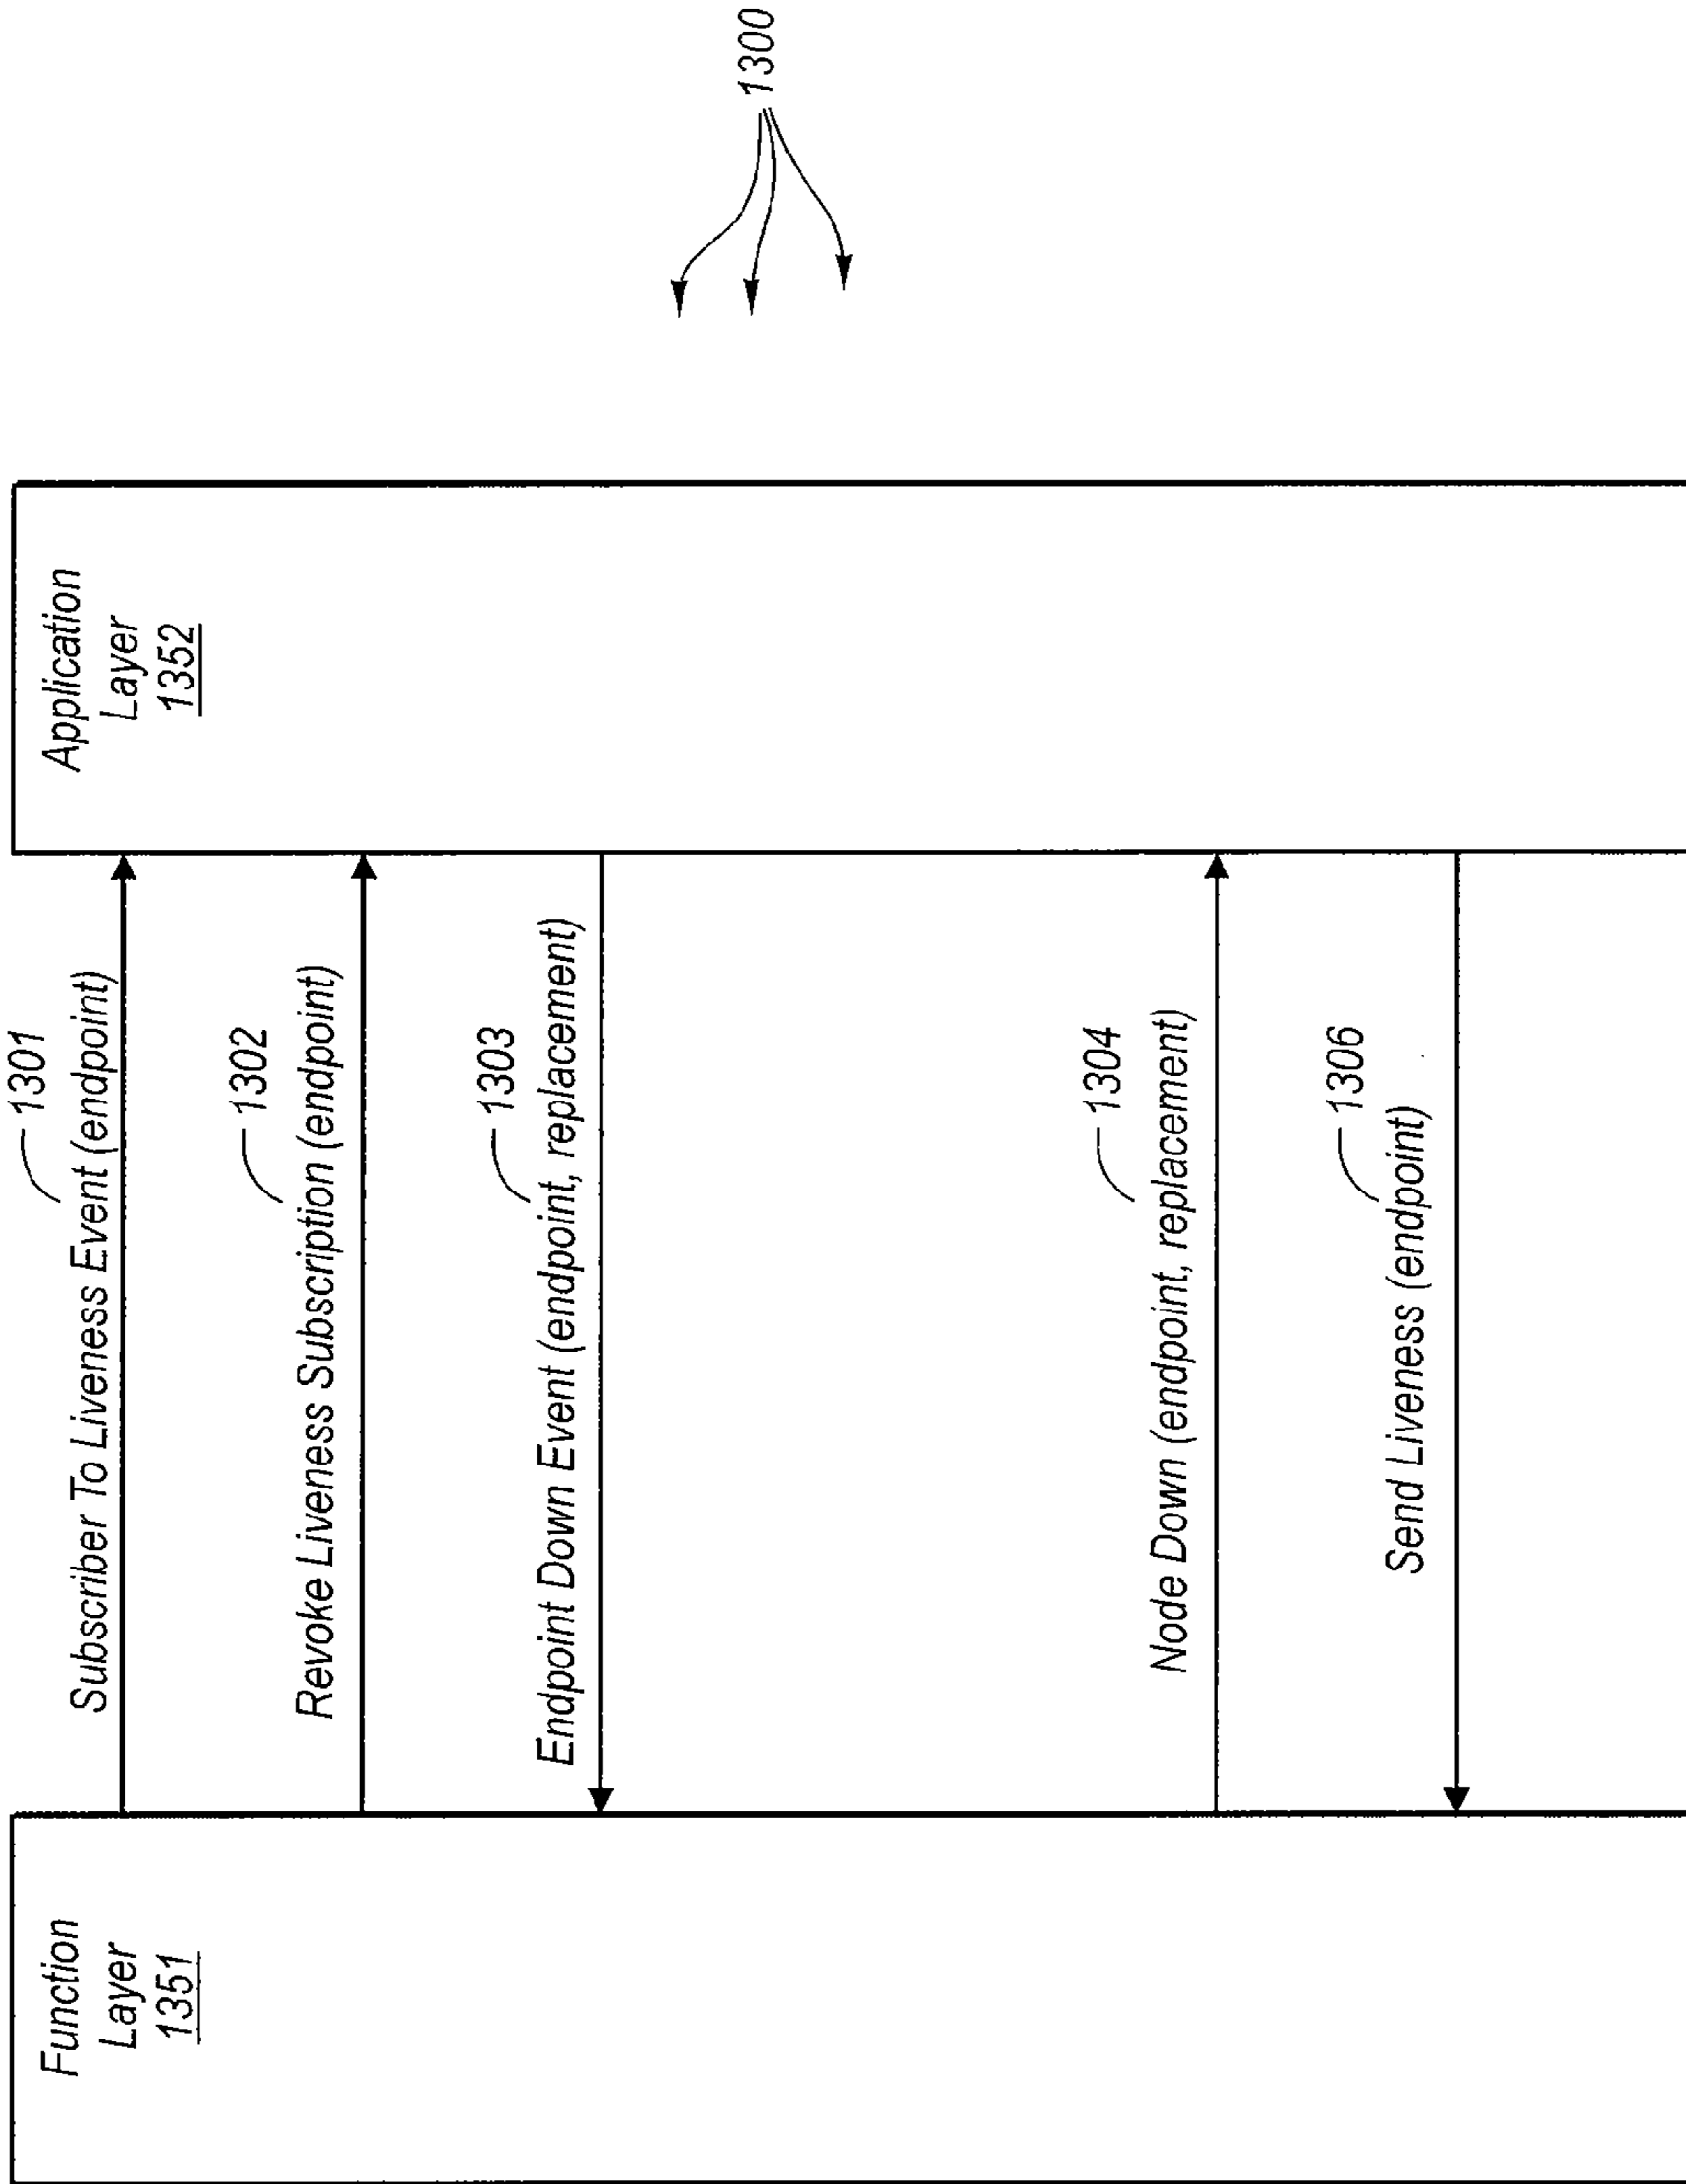 Function
Layer
1351
Application
Layer
1352
1301
Subscriber To Liveness Event (endpoint)
1302
Revoke Liveness Subscription (endpoint)
1303
Endpoint Down Event (endpoint, replacement)
1304
Node Down (endpoint, replacement)
1306
Send Liveness (endpoint)
1300